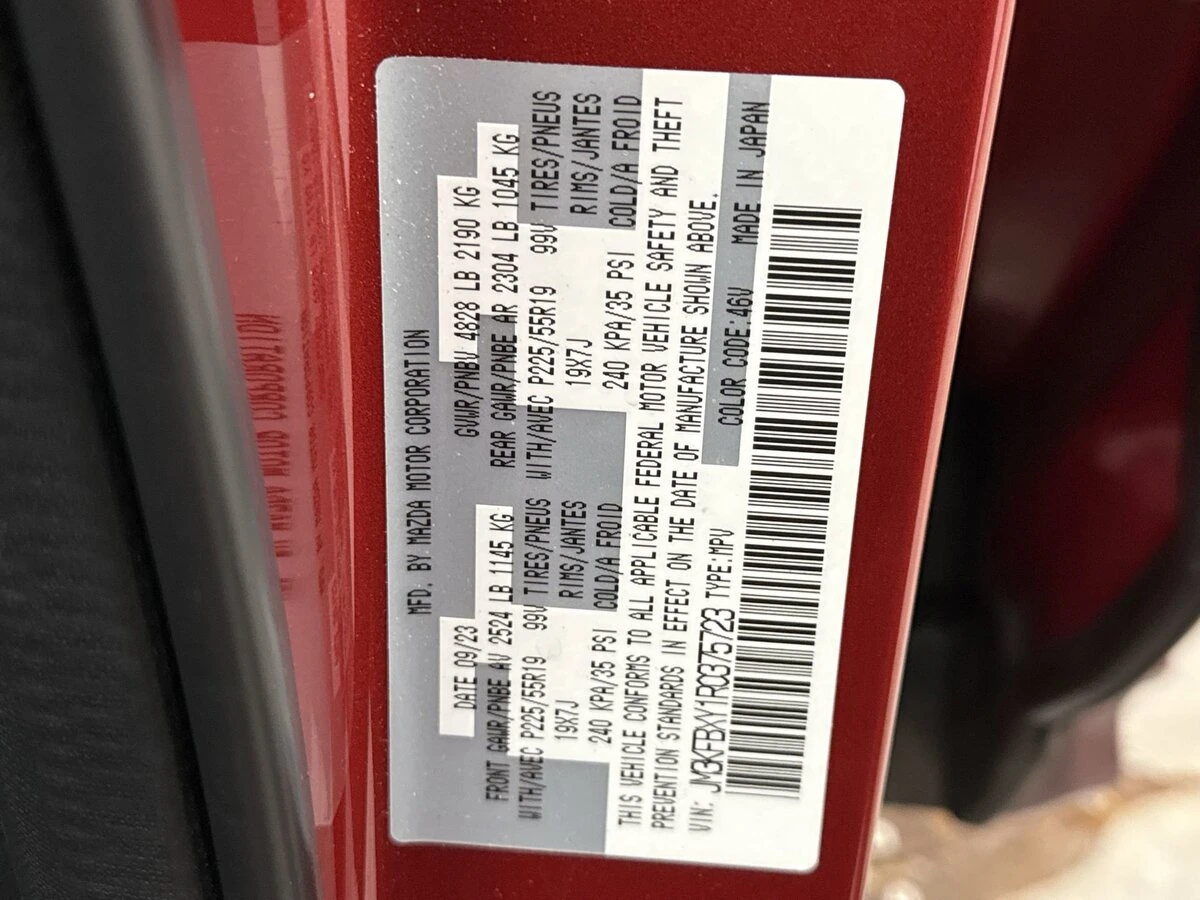 MFD. BY MAZDA MOTOR CORPORATION
DATE 09/23 GVWR/PNBV 4828 LB 2190 KG
FRONT GAWR/PNBE AV 2524 LB 1145 KG REAR GAWR/PNBE AR 2304 LB 1045 KG
WITH/AVEC P225/55R19 99V TIRES/PNEUS WITH/AVEC P225/55R19 99V TIRES/PNEUS
19X7J RIMS/JANTES 19X7J RIMS/JANTES
240 KPA/35 PSI COLD/A FROID 240 KPA/35 PSI COLD/A FROID
THIS VEHICLE CONFORMS TO ALL APPLICABLE FEDERAL MOTOR VEHICLE SAFETY AND THEFT
PREVENTION STANDARDS IN EFFECT ON THE DATE OF MANUFACTURE SHOWN ABOVE.
VIN: JM3KFBXY1R0375723 TYPE:MPV COLOR CODE:46V MADE IN JAPAN